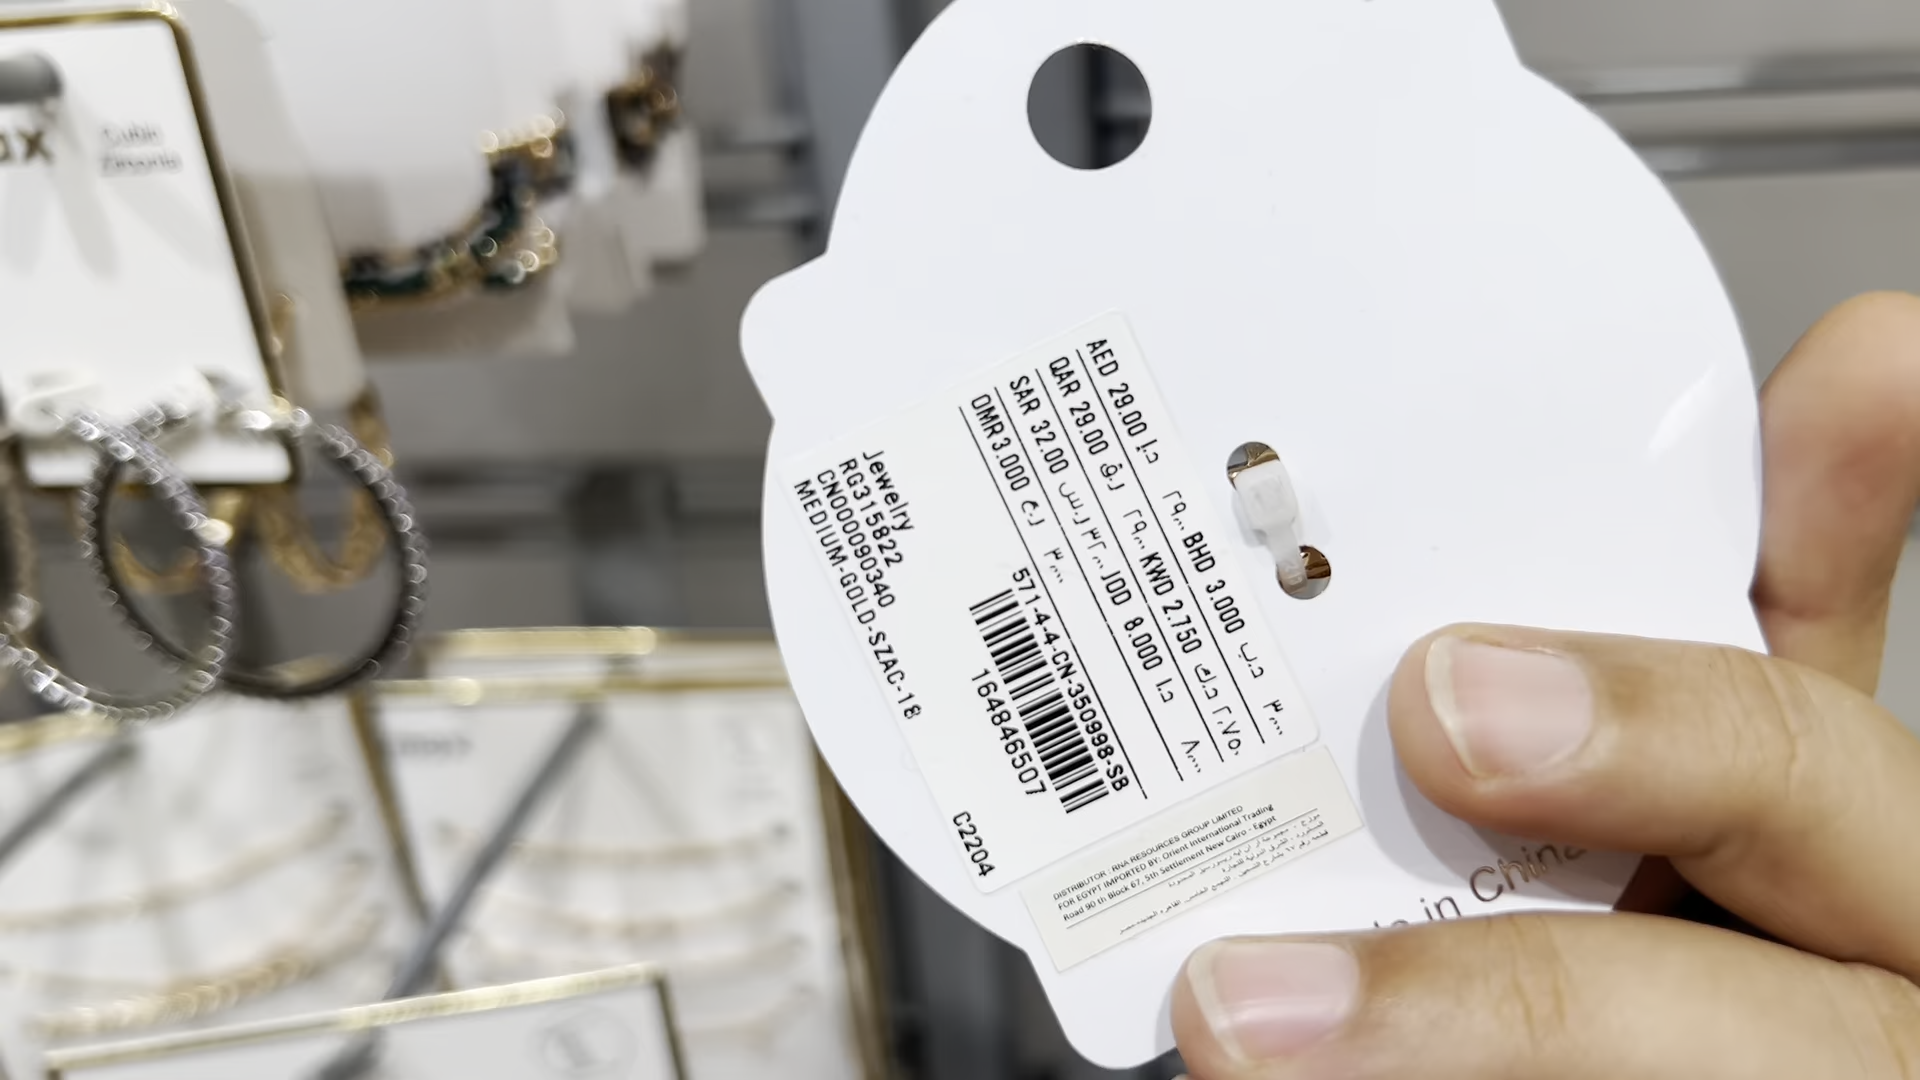 ax
Cubic
Zirconia
AED 29.00 د.إ ٢٩.٠٠ BHD 3.000 د.ب ٣.٠٠٠
QAR 29.00 ر.ق ٢٩.٠٠ KWD 2.750 د.ك ٢.٧٥٠
SAR 32.00 ر.س ٣٢.٠٠ JOD 8.000 د.ا ٨.٠٠٠
OMR 3.000 ر.ع ٣.٠٠٠
571-4-4-CN-350998-SB
164846507
Jewelry
RG315822
CN000090340
MEDIUM-GOLD-SZAC-18
C2204
DISTRIBUTOR : RNA RESOURCES GROUP LIMITED
FOR EGYPT IMPORTED BY: Orient International Trading
Road 90 th Block 67, 5th Settlement New Cairo - Egypt
in China